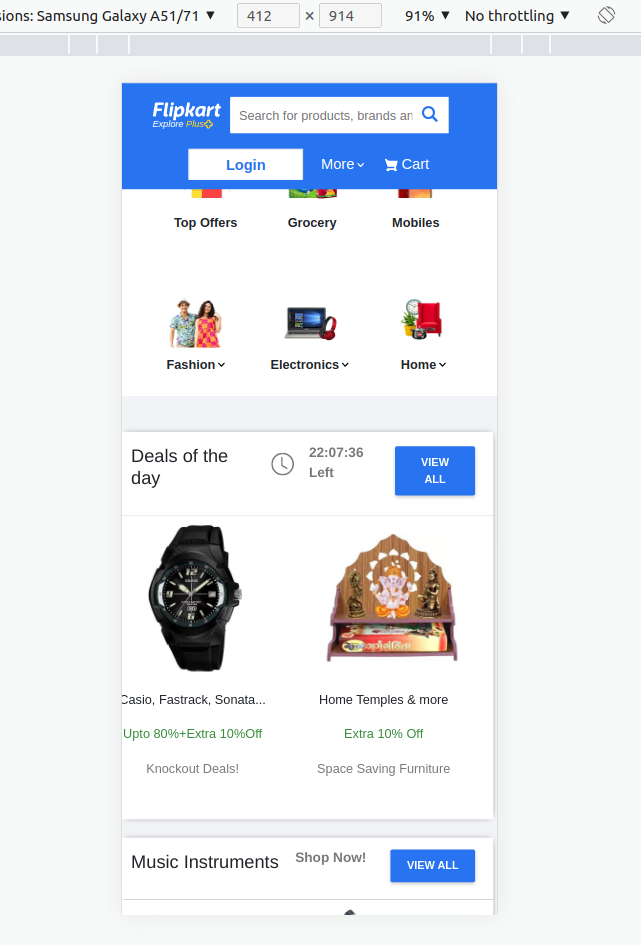 sions: Samsung Galaxy A51/71 ▼ 412 × 914 91% ▼ No throttling ▼
Flipkart
Explore Plus
Search for products, brands an
Login More Cart
Top Offers Grocery Mobiles
Fashion Electronics Home
Deals of the
day
22:07:36
Left
VIEW
ALL
CASIO
Casio, Fastrack, Sonata... Home Temples & more
Upto 80%+Extra 10%Off Extra 10% Off
Knockout Deals! Space Saving Furniture
Music Instruments Shop Now! VIEW ALL